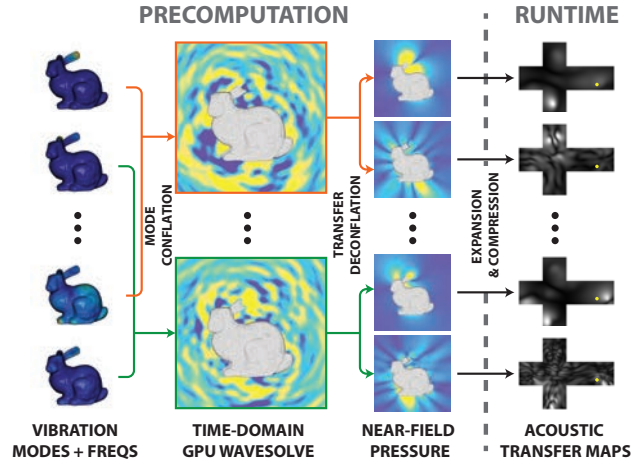 PRECOMPUTATION
RUNTIME
MODE
CONFLATION
TRANSFER
DECONFLATION
EXPANSION
& COMPRESSION
VIBRATION
MODES + FREQS
TIME-DOMAIN
GPU WAVESOLVE
NEAR-FIELD
PRESSURE
ACOUSTIC
TRANSFER MAPS